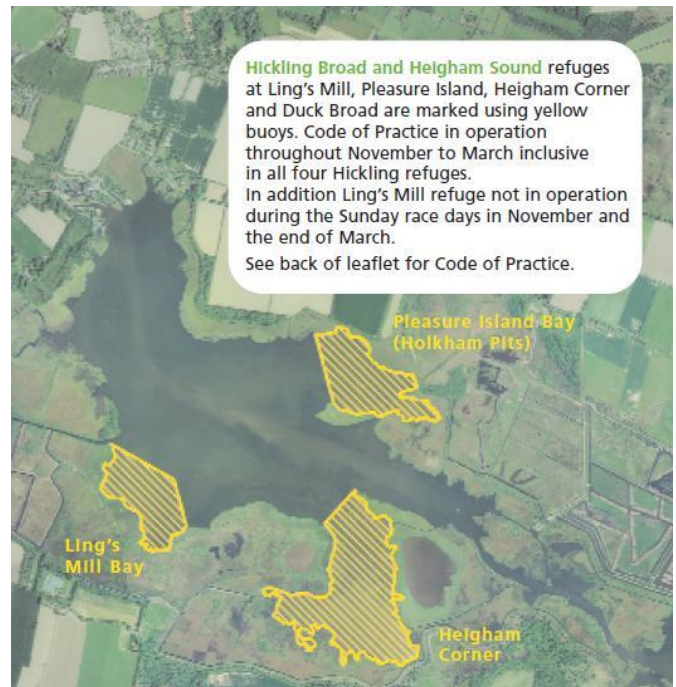 Hickling Broad and Heigham Sound refuges
at Ling's Mill, Pleasure Island, Heigham Corner
and Duck Broad are marked using yellow
buoys. Code of Practice in operation
throughout November to March inclusive
in all four Hickling refuges.
In addition Ling's Mill refuge not in operation
during the Sunday race days in November and
the end of March.
See back of leaflet for Code of Practice.
Pleasure Island Bay
(Holkham Pits)
Ling's
Mill Bay
Heigham
Corner